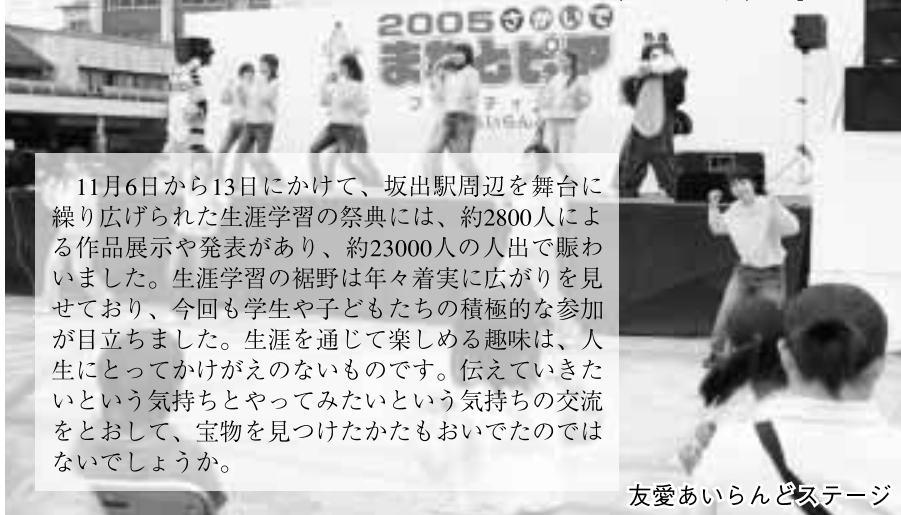 2005さかいで
まなびピア
11月6日から13日にかけて、坂出駅周辺を舞台に
繰り広げられた生涯学習の祭典には、約2800人によ
る作品展示や発表があり、約23000人の人出で賑わ
いました。生涯学習の裾野は年々着実に広がりを見
せており、今回も学生や子どもたちの積極的な参加
が目立ちました。生涯を通じて楽しめる趣味は、人
生にとってかけがえのないものです。伝えていきた
いという気持ちとやってみたいという気持ちの交流
をとおして、宝物を見つけたかたもおいでたのでは
ないでしょうか。
友愛あいらんどステージ